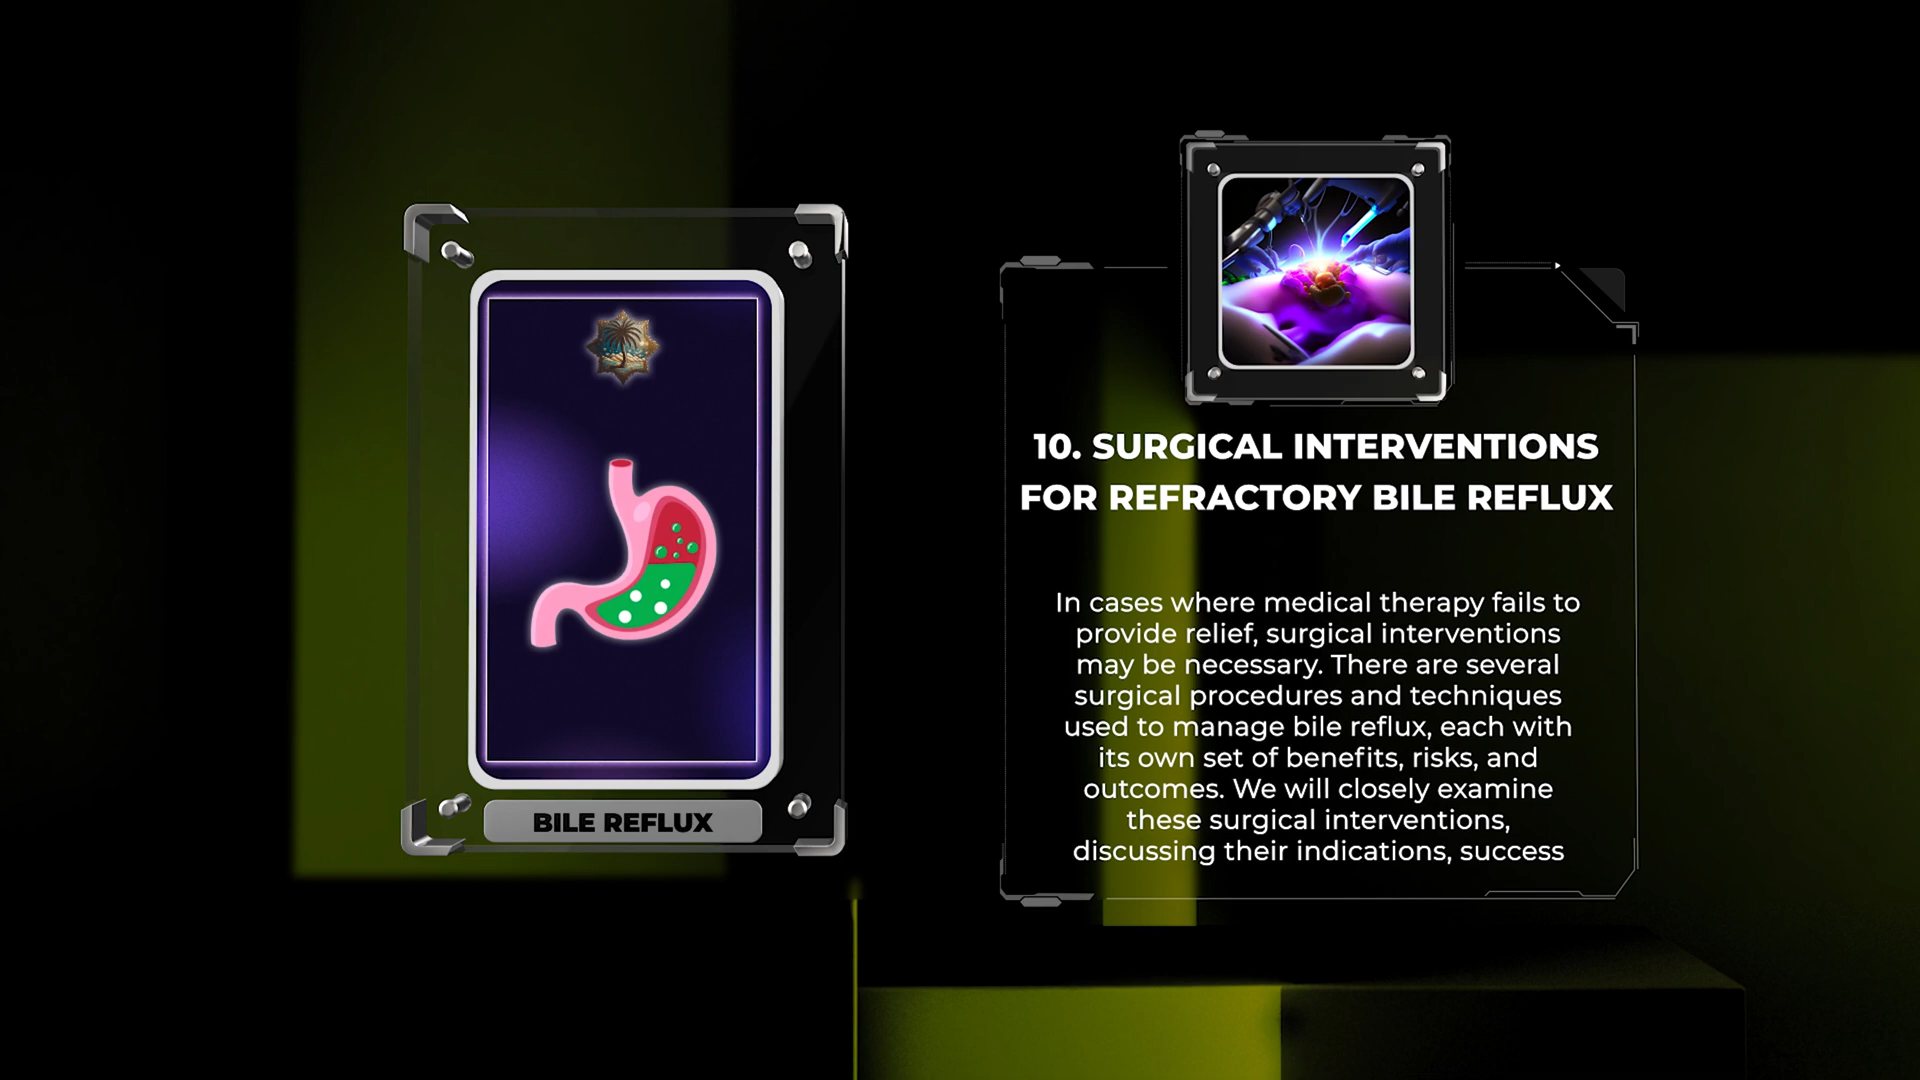 BILE REFLUX
10. SURGICAL INTERVENTIONS
FOR REFRACTORY BILE REFLUX
In cases where medical therapy fails to
provide relief, surgical interventions
may be necessary. There are several
surgical procedures and techniques
used to manage bile reflux, each with
its own set of benefits, risks, and
outcomes. We will closely examine
these surgical interventions,
discussing their indications, success